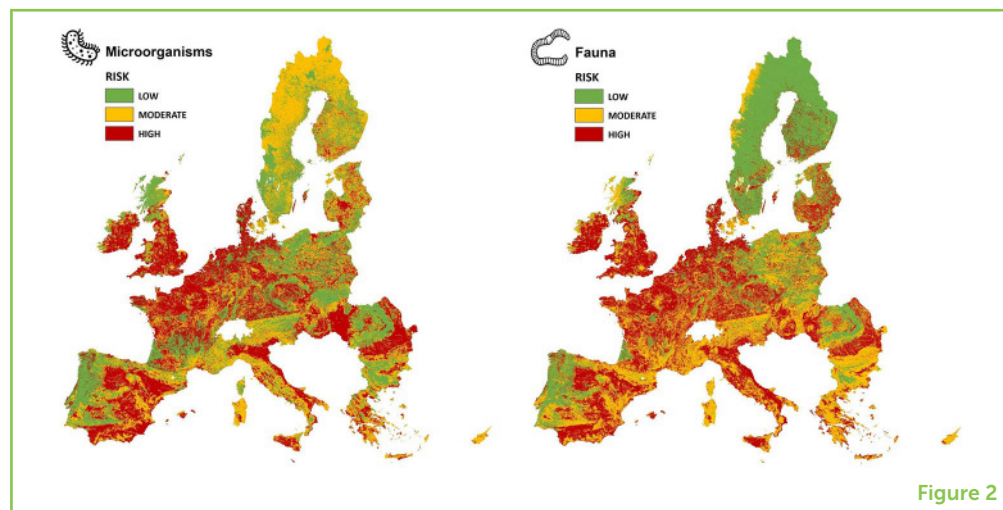 Microorganisms
RISK
LOW
MODERATE
HIGH
Fauna
RISK
LOW
MODERATE
HIGH
Figure 2